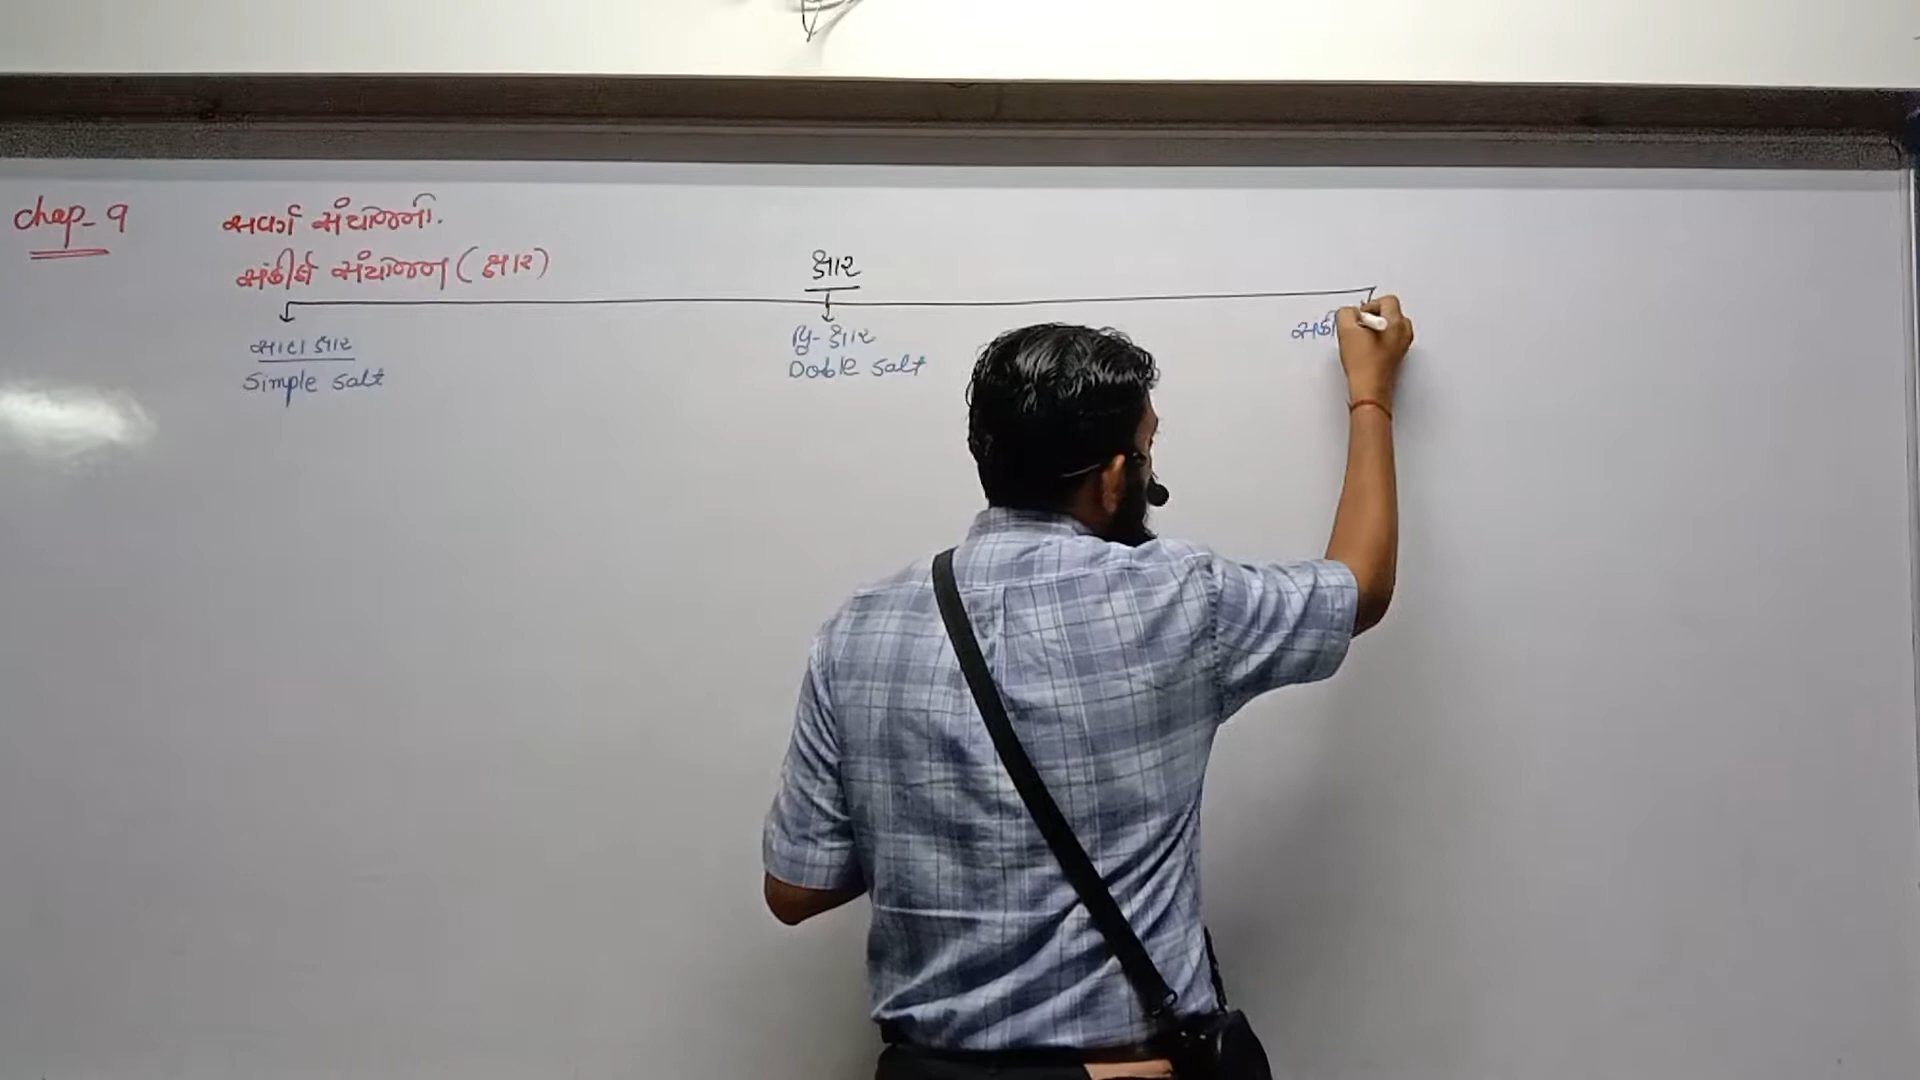 Chap-9
સવર્ગ સંયોજનો.
સંકીર્ણ સંયોજન (ક્ષાર)
ક્ષાર
સાદા ક્ષાર
Simple salt
દ્વિ-ક્ષાર
Doble salt
સંકી